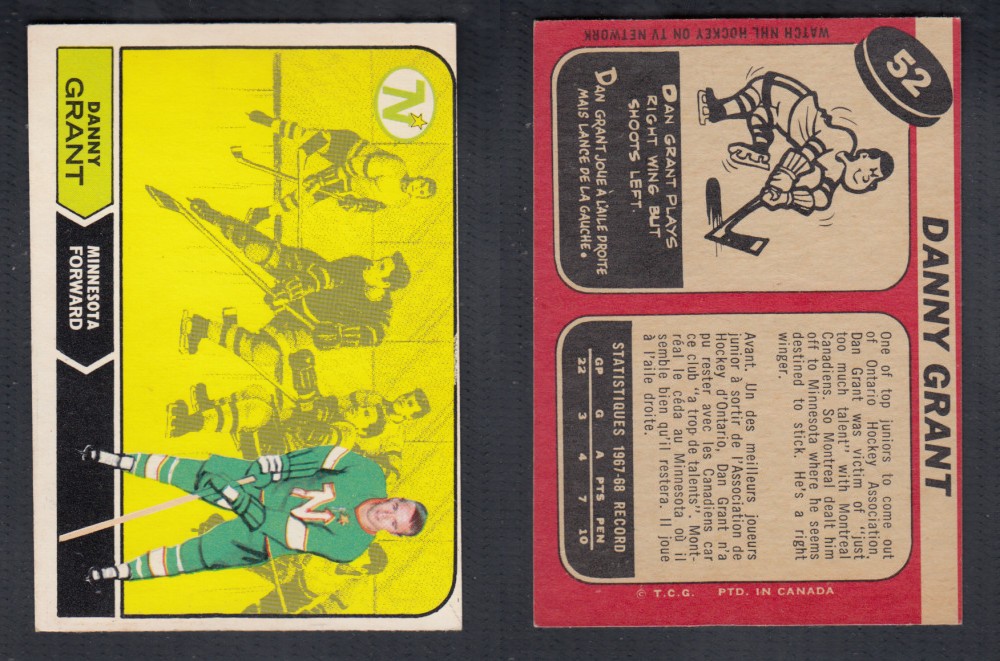 DANNY
GRANT
MINNESOTA
FORWARD
N
N
WATCH NHL HOCKEY ON TV NETWORK
52
DAN GRANT PLAYS
RIGHT WING BUT
SHOOTS LEFT.
DAN GRANT JOUE À L'AILE DROITE
MAIS LANCE DE LA GAUCHE.
DANNY GRANT
One of top juniors to come out
of Ontario Hockey Association,
Dan Grant was victim of "just
too much talent" with Montreal
Canadiens. So Montreal dealt him
off to Minnesota where he seems
destined to stick. He's a right
winger.
Avant. Un des meilleurs joueurs
junior à sortir de l'Association de
Hockey d'Ontario, Dan Grant n'a
pu rester avec les Canadiens car
ce club "a trop de talents" Mont-
réal le céda au Minnesota où il
semble bien qu'il restera. Il joue
à l'aile droite.
STATISTIQUES 1967-68 RECORD
GP G A PTS PEN
22 3 4 7 10
© T.C.G. PTD. IN CANADA